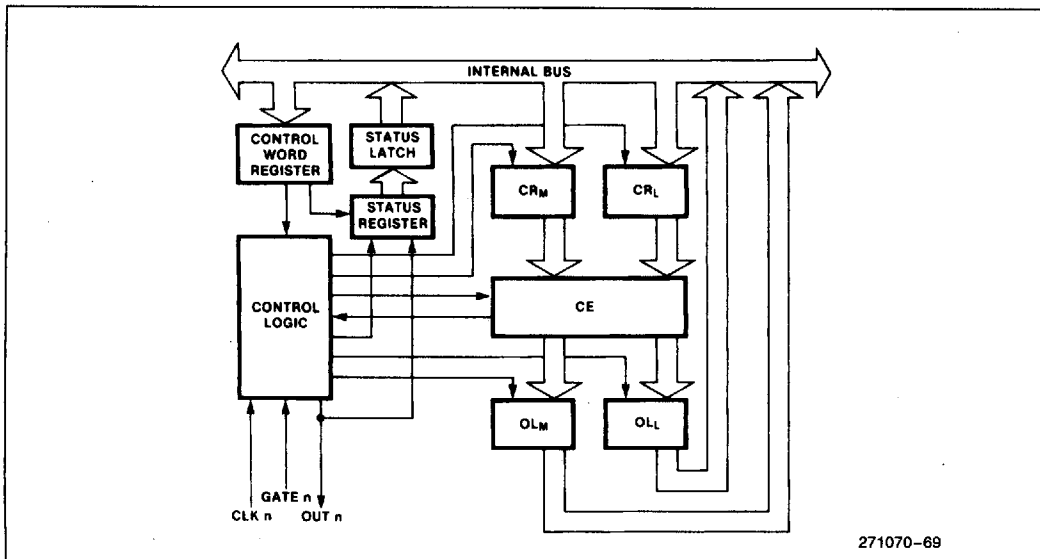 INTERNAL BUS
CONTROL
WORD
REGISTER
STATUS
LATCH
STATUS
REGISTER
CRM
CRL
CONTROL
LOGIC
CE
OLM
OLL
GATE n
CLK n OUT n
271070-69